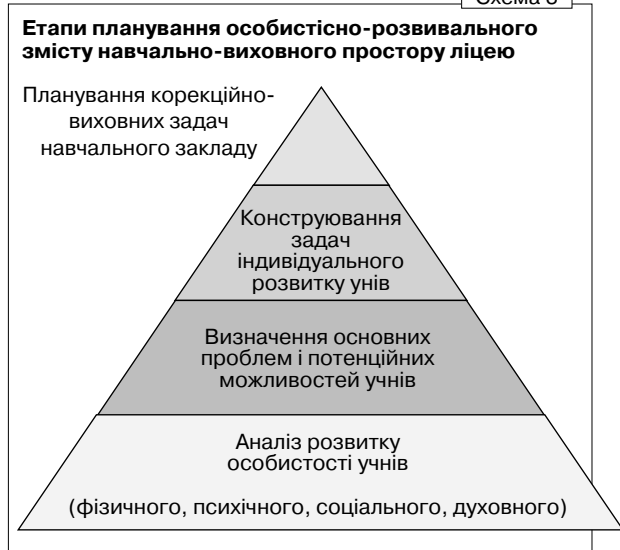 Етапи планування особистісно-розвивального
змісту навчально-виховного простору ліцею
Планування корекційно-
виховних задач
навчального закладу
Конструювання
задач
індивідуального
розвитку унів
Визначення основних
проблем і потенційних
можливостей учнів
Аналіз розвитку
особистості учнів
(фізичного, психічного, соціального, духовного)